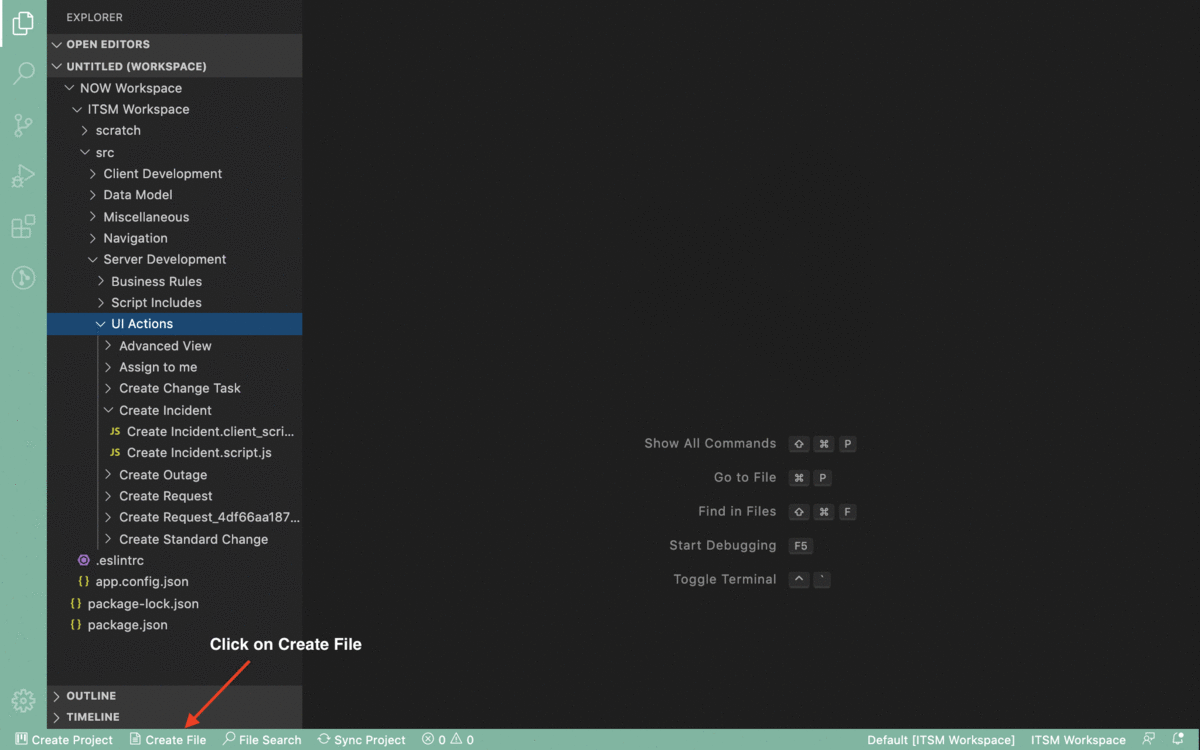 EXPLORER
OPEN EDITORS
UNTITLED (WORKSPACE)
NOW Workspace
ITSM Workspace
scratch
src
Client Development
Data Model
Miscellaneous
Navigation
Server Development
Business Rules
Script Includes
UI Actions
Advanced View
Assign to me
Create Change Task
Create Incident
JS Create Incident.client_scri...
JS Create Incident.script.js
Create Outage
Create Request
Create Request_4df66aa187...
Create Standard Change
.eslintrc
{} app.config.json
{} package-lock.json
{} package.json
Show All Commands ⇧ ⌘ P
Go to File ⌘ P
Find in Files ⇧ ⌘ F
Start Debugging F5
Toggle Terminal ^ `
Click on Create File
OUTLINE
TIMELINE
Create Project Create File File Search Sync Project 0 0 Default [ITSM Workspace] ITSM Workspace